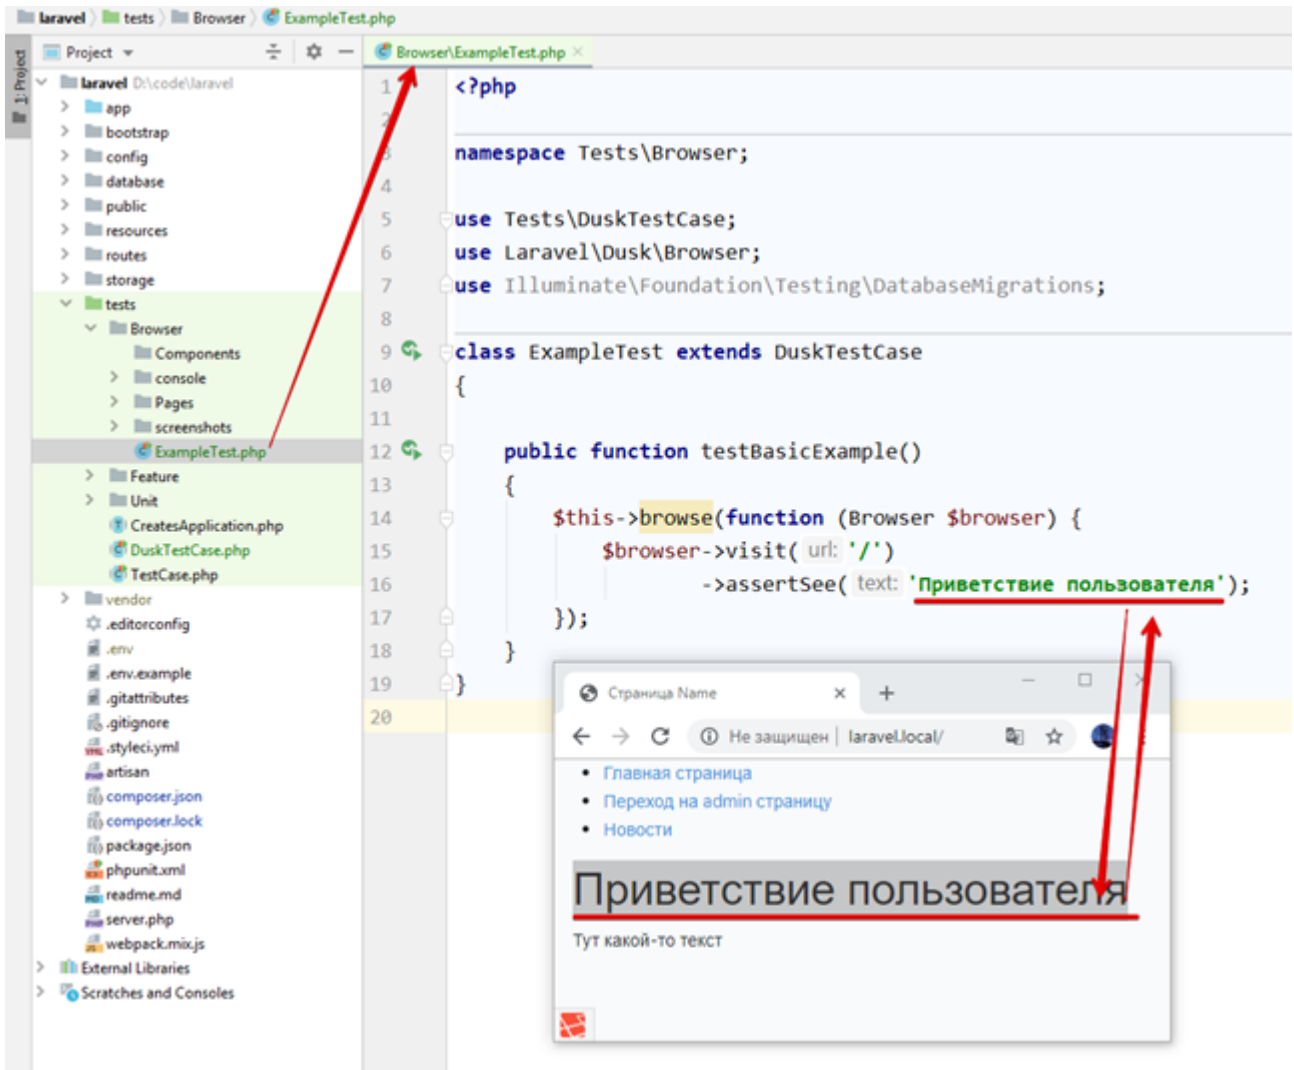 laravel tests Browser ExampleTest.php
1: Project
Project
laravel D:\code\laravel
app
bootstrap
config
database
public
resources
routes
storage
tests
Browser
Components
console
Pages
screenshots
ExampleTest.php
Feature
Unit
CreatesApplication.php
DuskTestCase.php
TestCase.php
vendor
.editorconfig
.env
.env.example
.gitattributes
.gitignore
.styleci.yml
artisan
composer.json
composer.lock
package.json
phpunit.xml
readme.md
server.php
webpack.mix.js
External Libraries
Scratches and Consoles
Browser\ExampleTest.php
1 <?php
2
3 namespace Tests\Browser;
4
5 use Tests\DuskTestCase;
6 use Laravel\Dusk\Browser;
7 use Illuminate\Foundation\Testing\DatabaseMigrations;
8
9 class ExampleTest extends DuskTestCase
10 {
11
12 public function testBasicExample()
13 {
14 $this->browse(function (Browser $browser) {
15 $browser->visit( url: '/')
16 ->assertSee( text: 'Приветствие пользователя');
17 });
18 }
19 }
20
Страница Name
Не защищен | laravel.local/
Главная страница
Переход на admin страницу
Новости
Приветствие пользователя
Тут какой-то текст